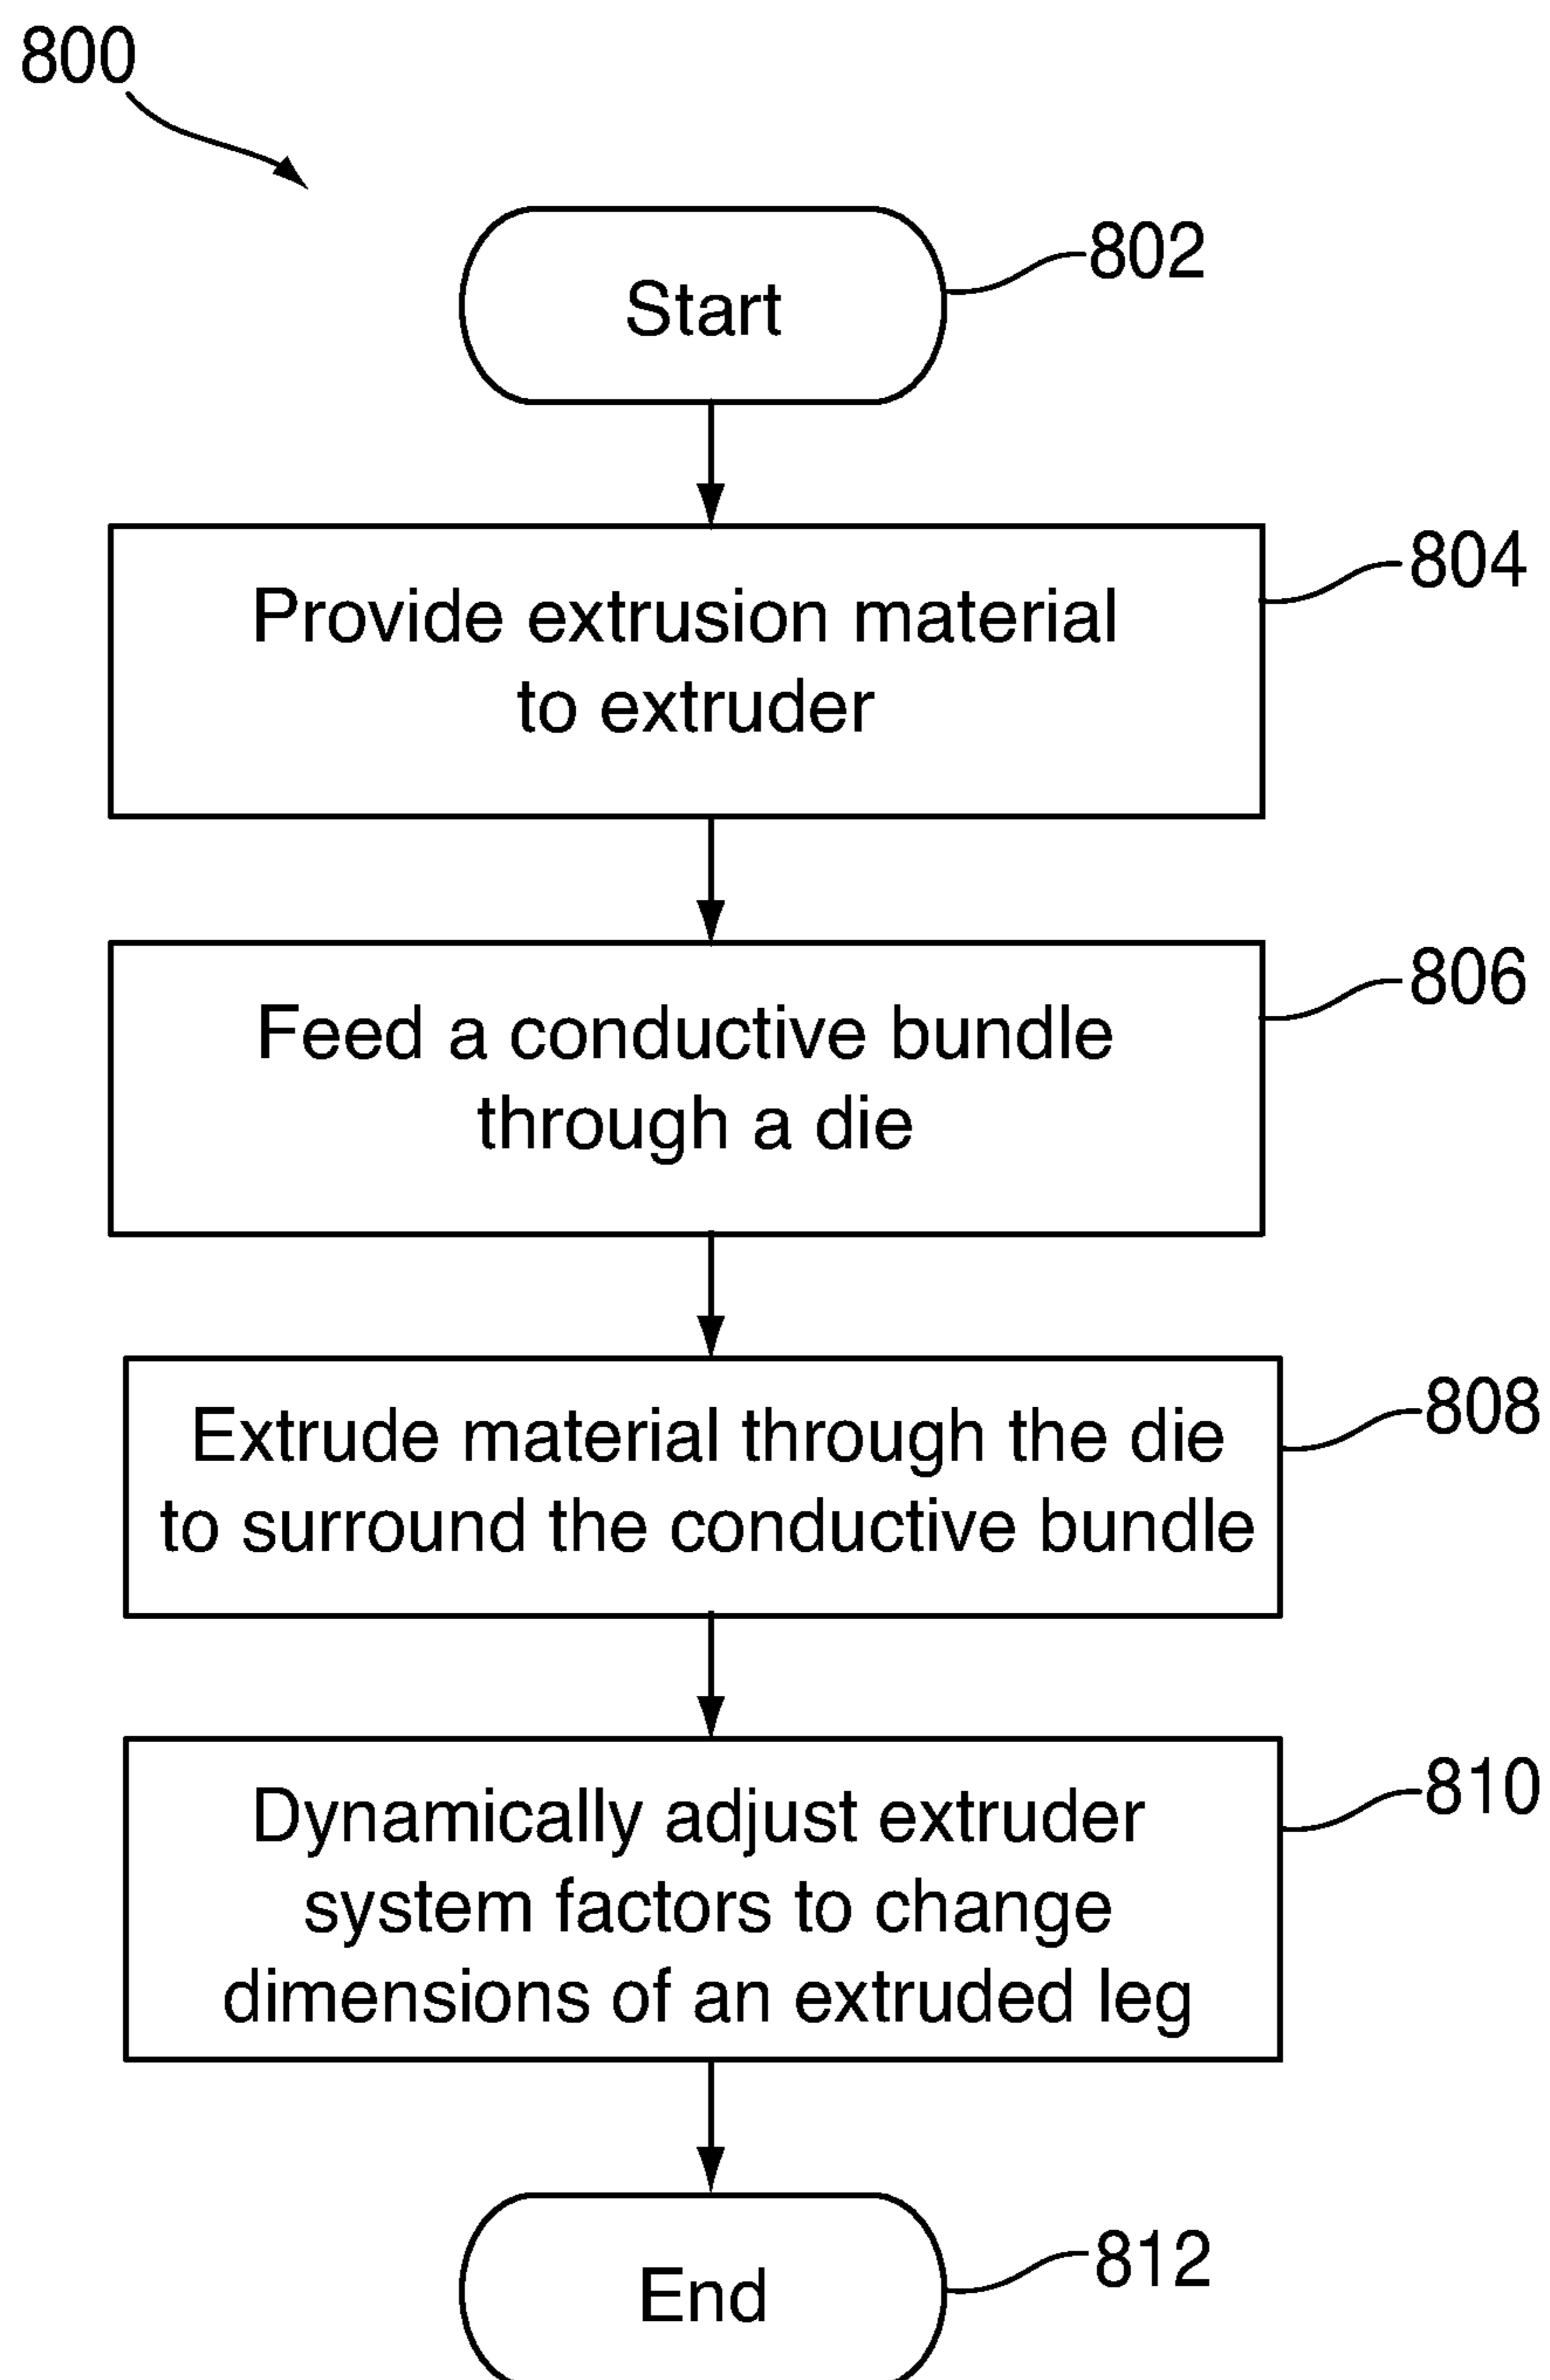 800
Start
802
Provide extrusion material
to extruder
804
Feed a conductive bundle
through a die
806
Extrude material through the die
to surround the conductive bundle
808
Dynamically adjust extruder
system factors to change
dimensions of an extruded leg
810
End
812